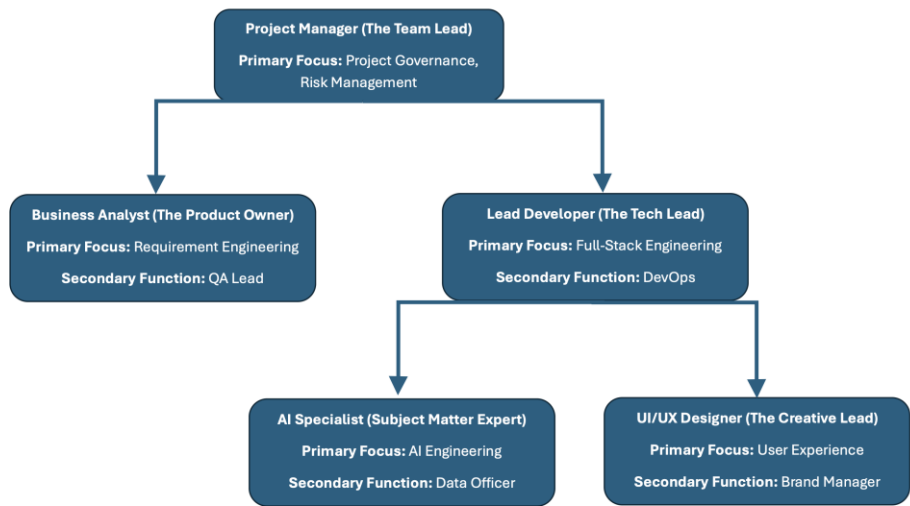 Project Manager (The Team Lead)
Primary Focus: Project Governance,
Risk Management
Business Analyst (The Product Owner)
Primary Focus: Requirement Engineering
Secondary Function: QA Lead
Lead Developer (The Tech Lead)
Primary Focus: Full-Stack Engineering
Secondary Function: DevOps
AI Specialist (Subject Matter Expert)
Primary Focus: AI Engineering
Secondary Function: Data Officer
UI/UX Designer (The Creative Lead)
Primary Focus: User Experience
Secondary Function: Brand Manager